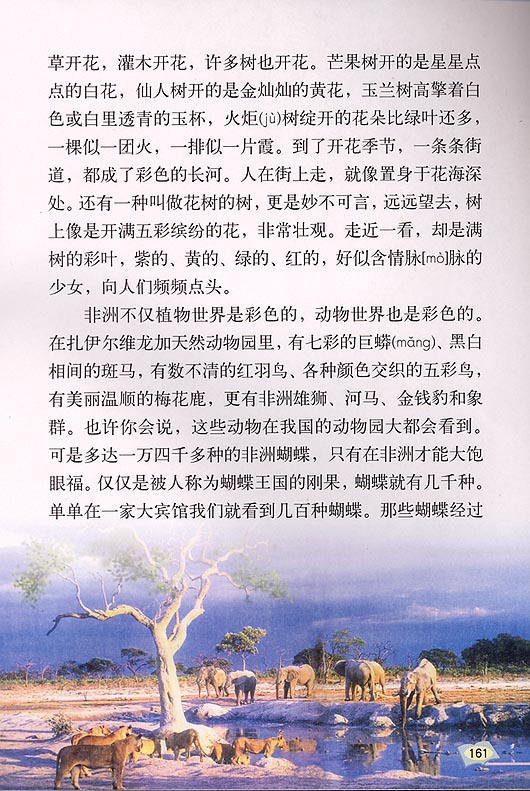 草开花，灌木开花，许多树也开花。芒果树开的是星星点
点的白花，仙人树开的是金灿灿的黄花，玉兰树高擎着白
色或白里透青的玉杯，火炬(jù)树绽开的花朵比绿叶还多，
一棵似一团火，一排似一片霞。到了开花季节，一条条街
道，都成了彩色的长河。人在街上走，就像置身于花海深
处。还有一种叫做花树的树，更是妙不可言，远远望去，树
上像是开满五彩缤纷的花，非常壮观。走近一看，却是满
树的彩叶，紫的、黄的、绿的、红的，好似含情脉[mò]脉的
少女，向人们频频点头。
非洲不仅植物世界是彩色的，动物世界也是彩色的。
在扎伊尔维龙加天然动物园里，有七彩的巨蟒(mǎng)、黑白
相间的斑马，有数不清的红羽鸟、各种颜色交织的五彩鸟，
有美丽温顺的梅花鹿，更有非洲雄狮、河马、金钱豹和象
群。也许你会说，这些动物在我国的动物园大都会看到。
可是多达一万四千多种的非洲蝴蝶，只有在非洲才能大饱
眼福。仅仅是被人称为蝴蝶王国的刚果，蝴蝶就有几千种。
单单在一家大宾馆我们就看到几百种蝴蝶。那些蝴蝶经过
161